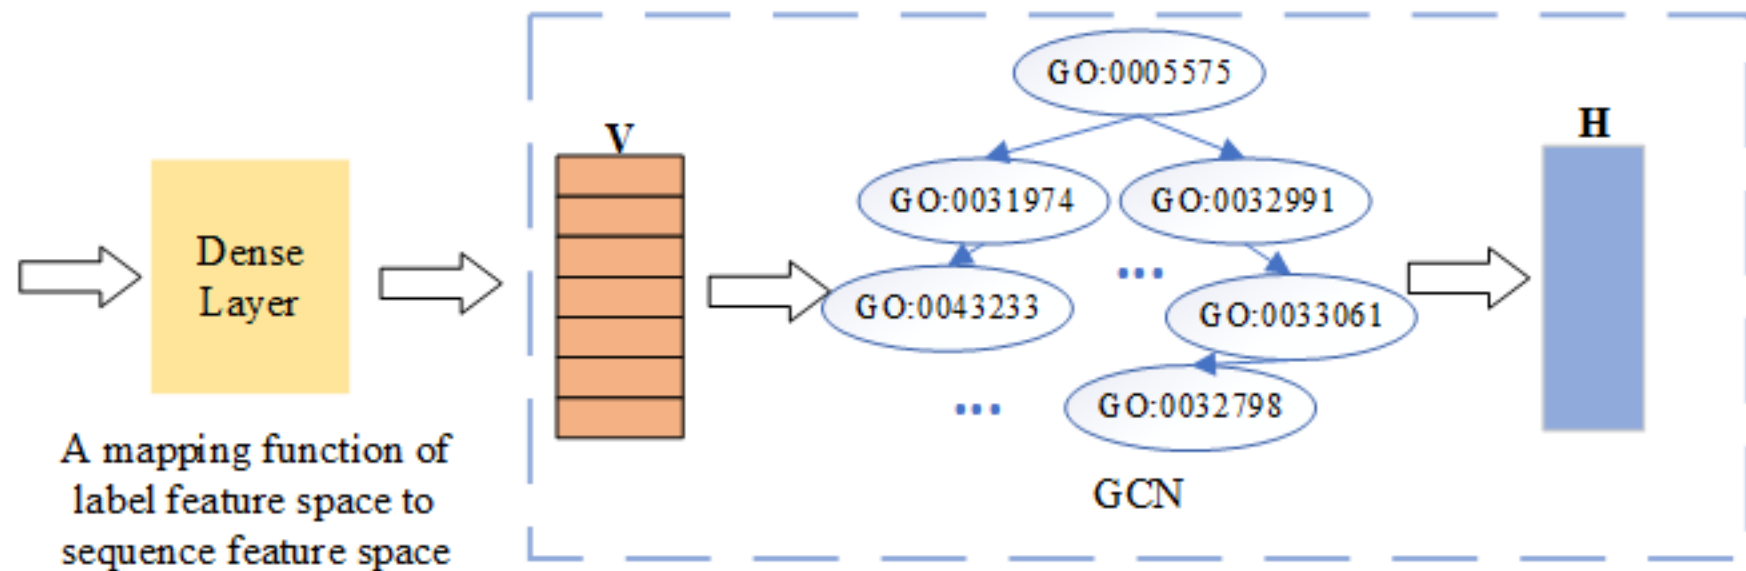 Dense
Layer
A mapping function of
label feature space to
sequence feature space
V
GO:0005575
GO:0031974
GO:0032991
...
GO:0043233
GO:0033061
...
GO:0032798
GCN
H